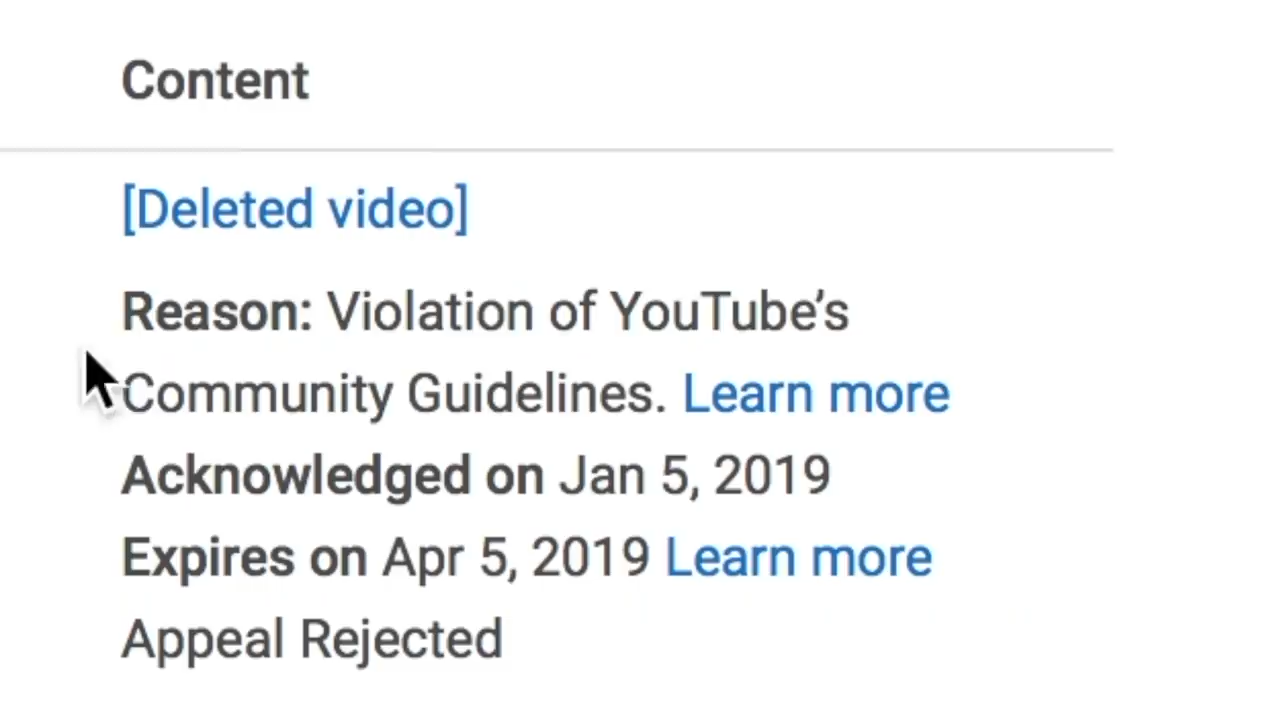 Content
[Deleted video]
Reason: Violation of YouTube’s
Community Guidelines. Learn more
Acknowledged on Jan 5, 2019
Expires on Apr 5, 2019 Learn more
Appeal Rejected